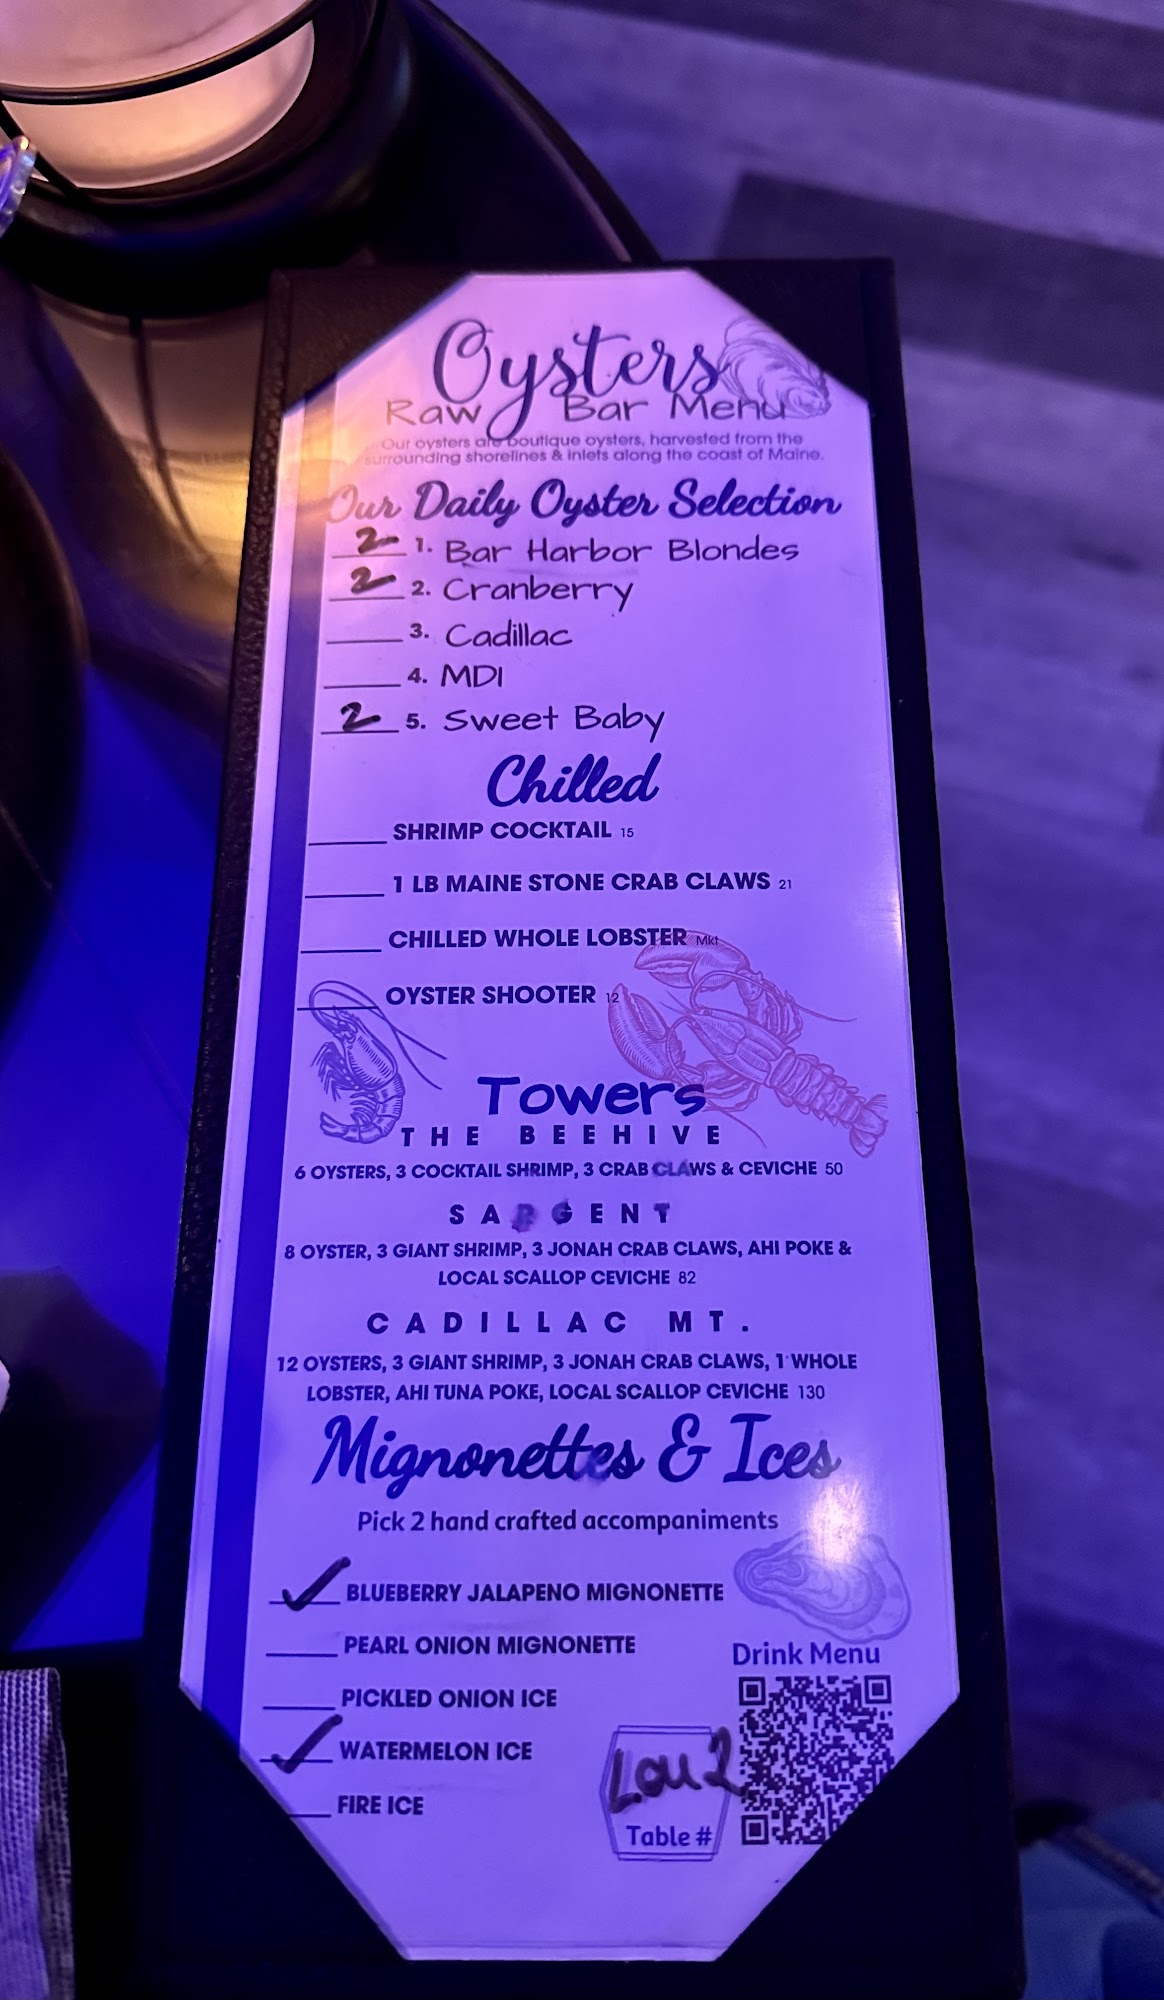 Oysters
Raw Bar Menu
Our oysters are boutique oysters, harvested from the
surrounding shorelines & inlets along the coast of Maine.
Our Daily Oyster Selection
2 1. Bar Harbor Blondes
2 2. Cranberry
3. Cadillac
4. MDI
2 5. Sweet Baby
Chilled
SHRIMP COCKTAIL 15
1 LB MAINE STONE CRAB CLAWS 21
CHILLED WHOLE LOBSTER Mkt
OYSTER SHOOTER 12
Towers
THE BEEHIVE
6 OYSTERS, 3 COCKTAIL SHRIMP, 3 CRAB CLAWS & CEVICHE 50
SARGENT
8 OYSTER, 3 GIANT SHRIMP, 3 JONAH CRAB CLAWS, AHI POKE &
LOCAL SCALLOP CEVICHE 82
CADILLAC MT.
12 OYSTERS, 3 GIANT SHRIMP, 3 JONAH CRAB CLAWS, 1 WHOLE
LOBSTER, AHI TUNA POKE, LOCAL SCALLOP CEVICHE 130
Mignonettes & Ices
Pick 2 hand crafted accompaniments
BLUEBERRY JALAPENO MIGNONETTE
PEARL ONION MIGNONETTE
PICKLED ONION ICE
WATERMELON ICE
FIRE ICE
Drink Menu
Lou 2
Table #